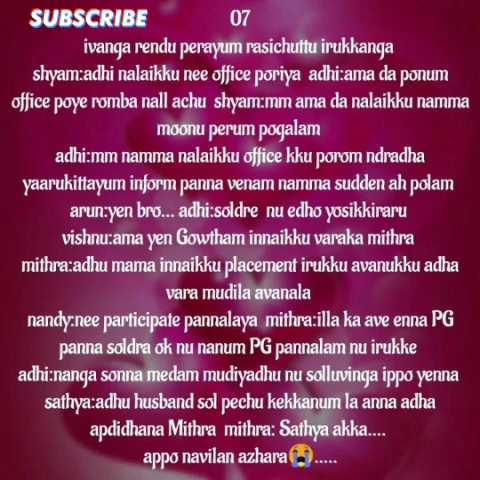 SUBSCRIBE 07
ivanga rendu perayum rasichuttu irukkanga
shyam:adhi nalaikku nee office poriya adhi:ama da ponum
office poye romba nall achu shyam:mm ama da nalaikku namma
moonu perum pogalam
adhi:mm namma nalaikku office kku porom ndradha
yaarukittayum inform panna venam namma sudden ah polam
arun:yen bro... adhi:soldre nu edho yosikkiraru
vishnu:ama yen Gowtham innaikku varaka mithra
mithra:adhu mama innaikku placement irukku avanukku adha
vara mudila avanala
nandy:nee participate pannalaya mithra:illa ka ave enna PG
panna soldra ok nu nanum PG pannalam nu irukke
adhi:nanga sonna medam mudiyadhu nu solluvinga ippo yenna
sathya:adhu husband sol pechu kekkanum la anna adha
apdidhana Mithra mithra: Sathya akka....
appo navilan azhara😭.....